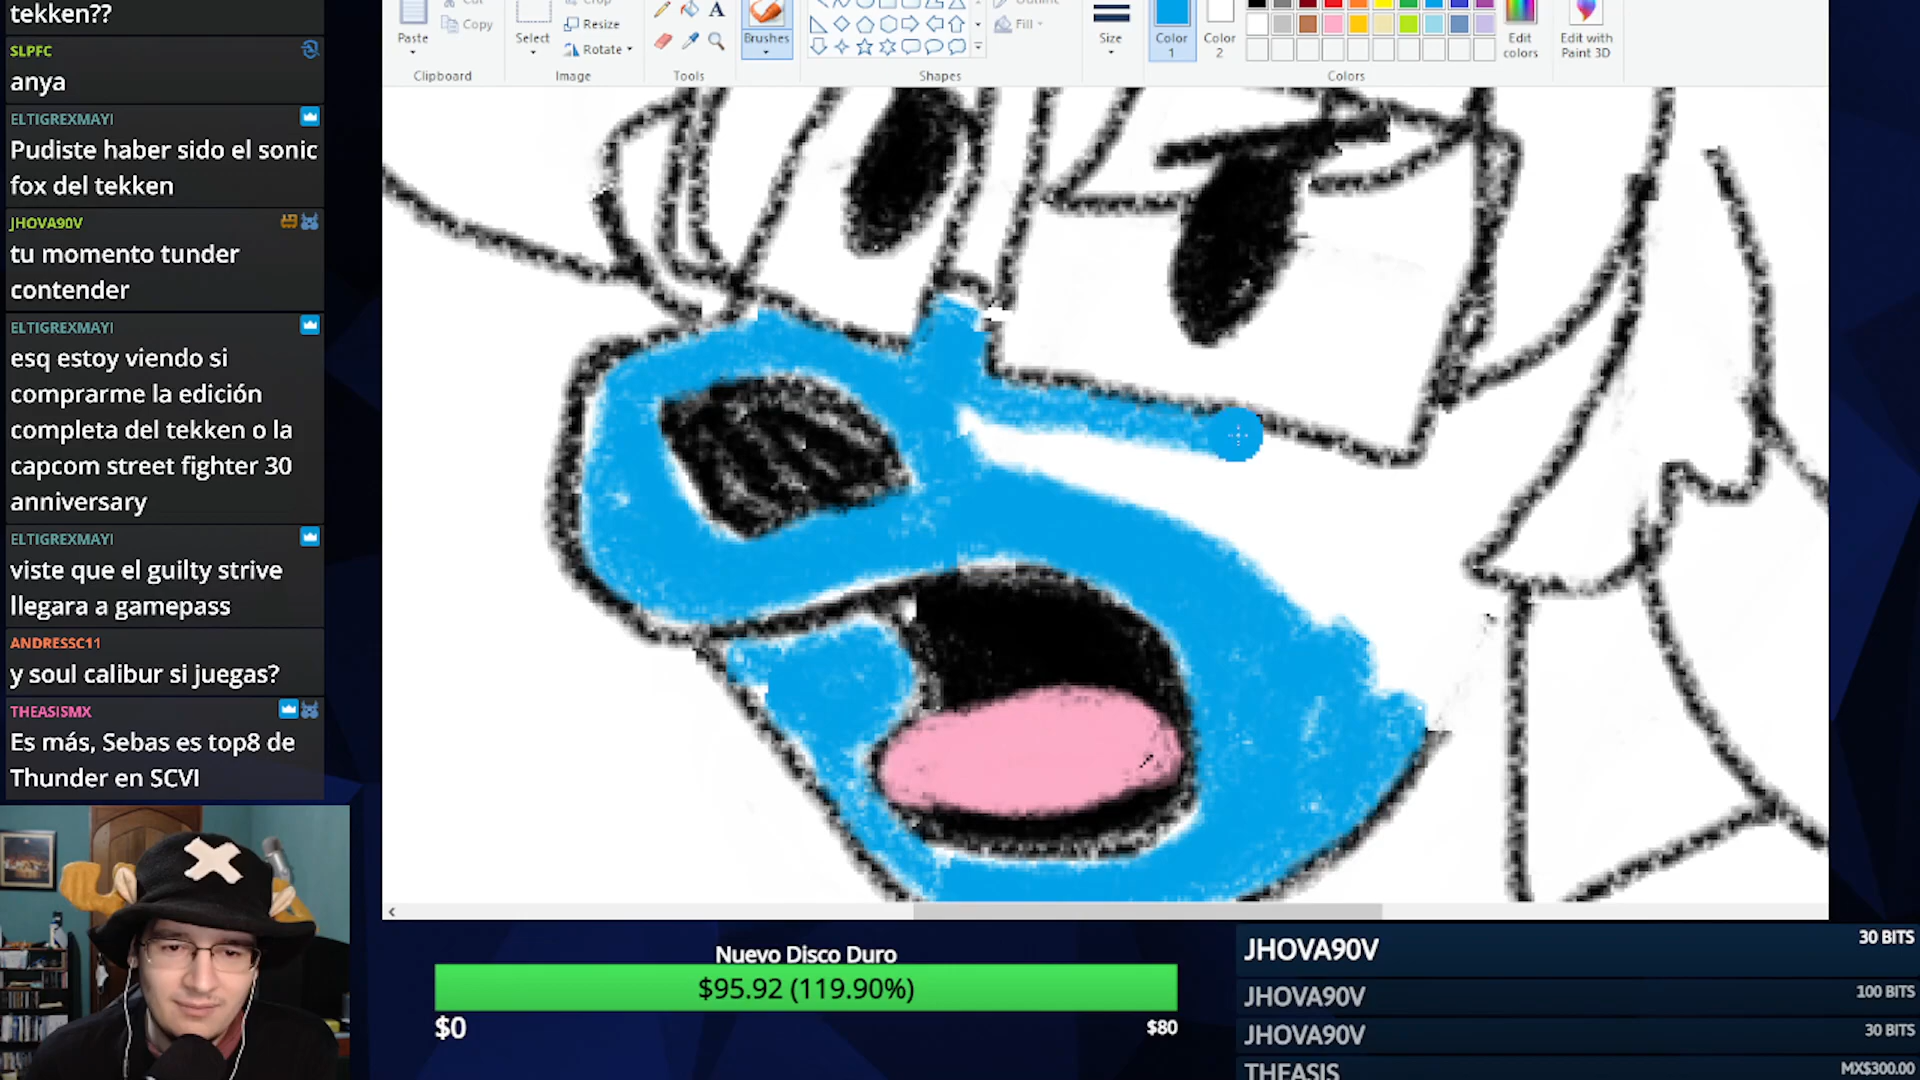 tekken??
SLPFC
anya
ELTIGREXMAYI
Pudiste haber sido el sonic
fox del tekken
JHOVA90V
tu momento tunder
contender
ELTIGREXMAYI
esq estoy viendo si
comprarme la edición
completa del tekken o la
capcom street fighter 30
anniversary
ELTIGREXMAYI
viste que el guilty strive
llegara a gamepass
ANDRESSC11
y soul calibur si juegas?
THEASISMX
Es más, Sebas es top8 de
Thunder en SCVI
Paste
Cut
Copy
Clipboard
Select
Crop
Resize
Rotate
Image
A
Tools
Brushes
Shapes
Outline
Fill
Size
Color
1
Color
2
Colors
Edit
colors
Edit with
Paint 3D
Nuevo Disco Duro
$95.92 (119.90%)
$0
$80
JHOVA90V
30 BITS
JHOVA90V
100 BITS
JHOVA90V
30 BITS
THEASIS
MX$300.00